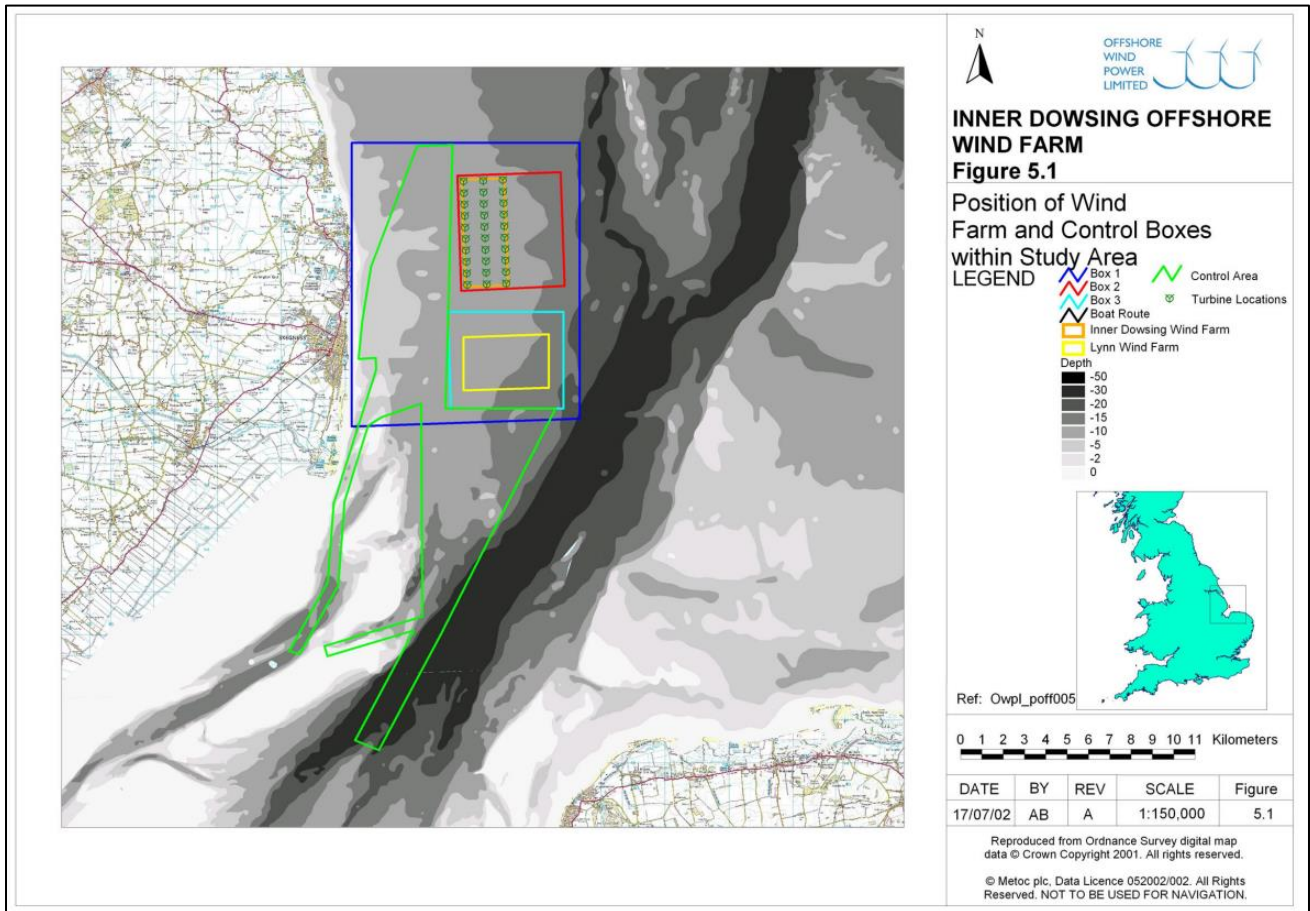 N
OFFSHORE
WIND
POWER
LIMITED
INNER DOWSING OFFSHORE
WIND FARM
Figure 5.1
Position of Wind
Farm and Control Boxes
within Study Area
LEGEND
Box 1
Box 2
Box 3
Boat Route
Inner Dowsing Wind Farm
Lynn Wind Farm
Control Area
Turbine Locations
Depth
-50
-30
-20
-15
-10
-5
-2
0
Ref: Owpl_poff005
0 1 2 3 4 5 6 7 8 9 10 11 Kilometers
DATE BY REV SCALE Figure
17/07/02 AB A 1:150,000 5.1
Reproduced from Ordnance Survey digital map
data © Crown Copyright 2001. All rights reserved.
© Metoc plc, Data Licence 052002/002. All Rights
Reserved. NOT TO BE USED FOR NAVIGATION.
SKEGNESS